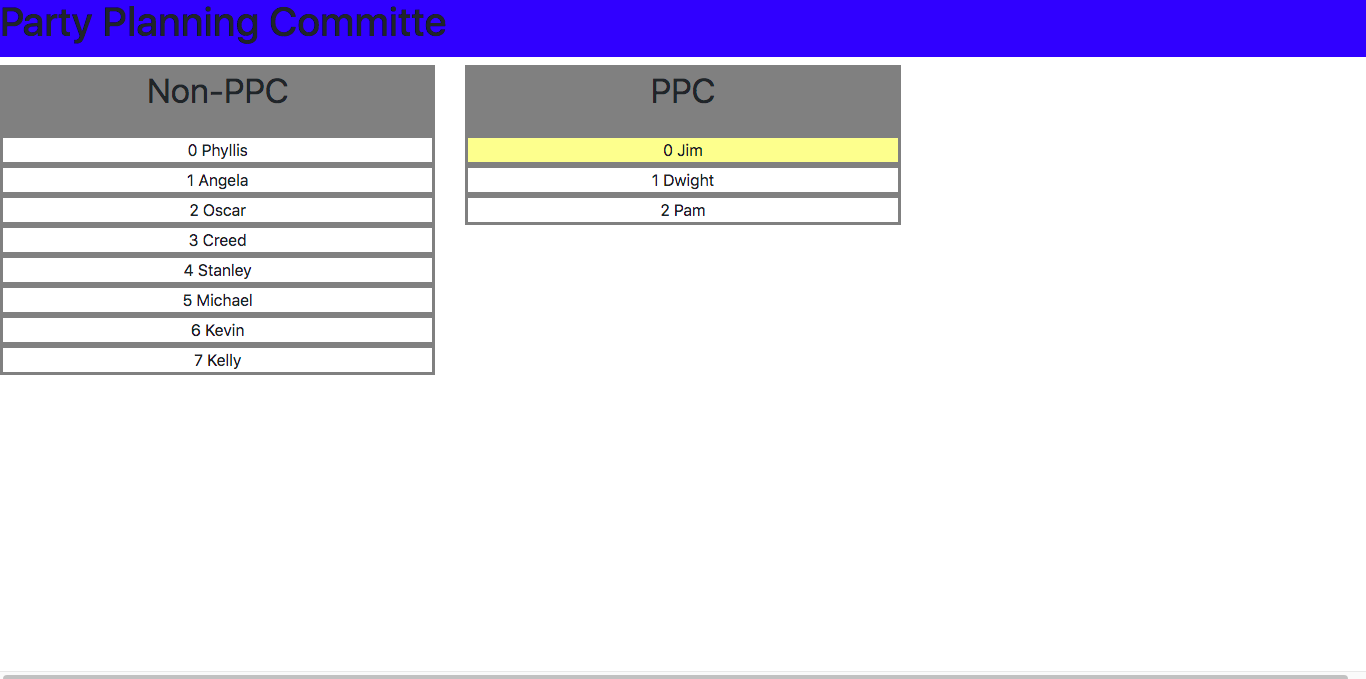 Party Planning Committe
Non-PPC
0 Phyllis
1 Angela
2 Oscar
3 Creed
4 Stanley
5 Michael
6 Kevin
7 Kelly
PPC
0 Jim
1 Dwight
2 Pam